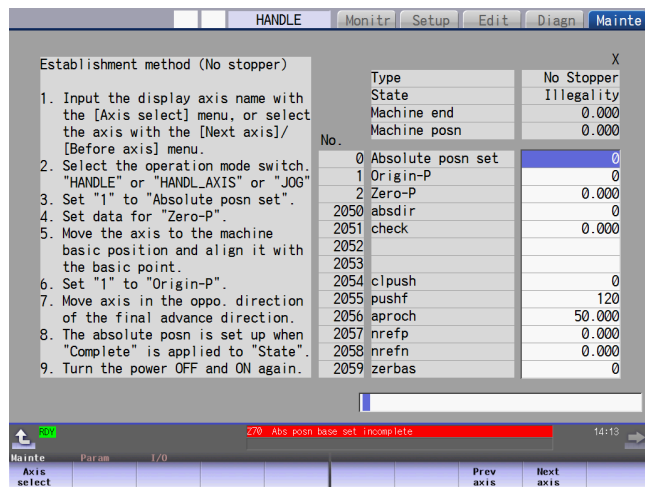 HANDLE Monitr Setup Edit Diagn Mainte
Establishment method (No stopper)
1. Input the display axis name with
the [Axis select] menu, or select
the axis with the [Next axis]/
[Before axis] menu.
2. Select the operation mode switch.
"HANDLE" or "HANDL_AXIS" or "JOG"
3. Set "1" to "Absolute posn set".
4. Set data for "Zero-P".
5. Move the axis to the machine
basic position and align it with
the basic point.
6. Set "1" to "Origin-P".
7. Move axis in the oppo. direction
of the final advance direction.
8. The absolute posn is set up when
"Complete" is applied to "State".
9. Turn the power OFF and ON again.
X
Type No Stopper
State Illegality
Machine end 0.000
Machine posn 0.000
No.
0 Absolute posn set 0
1 Origin-P 0
2 Zero-P 0.000
2050 absdir 0
2051 check 0.000
2052
2053
2054 clpush 0
2055 pushf 120
2056 aproch 50.000
2057 nrefp 0.000
2058 nrefn 0.000
2059 zerbas 0
RDY Z70 Abs posn base set incomplete 14:13
Mainte Param I/O
Axis select Prev axis Next axis